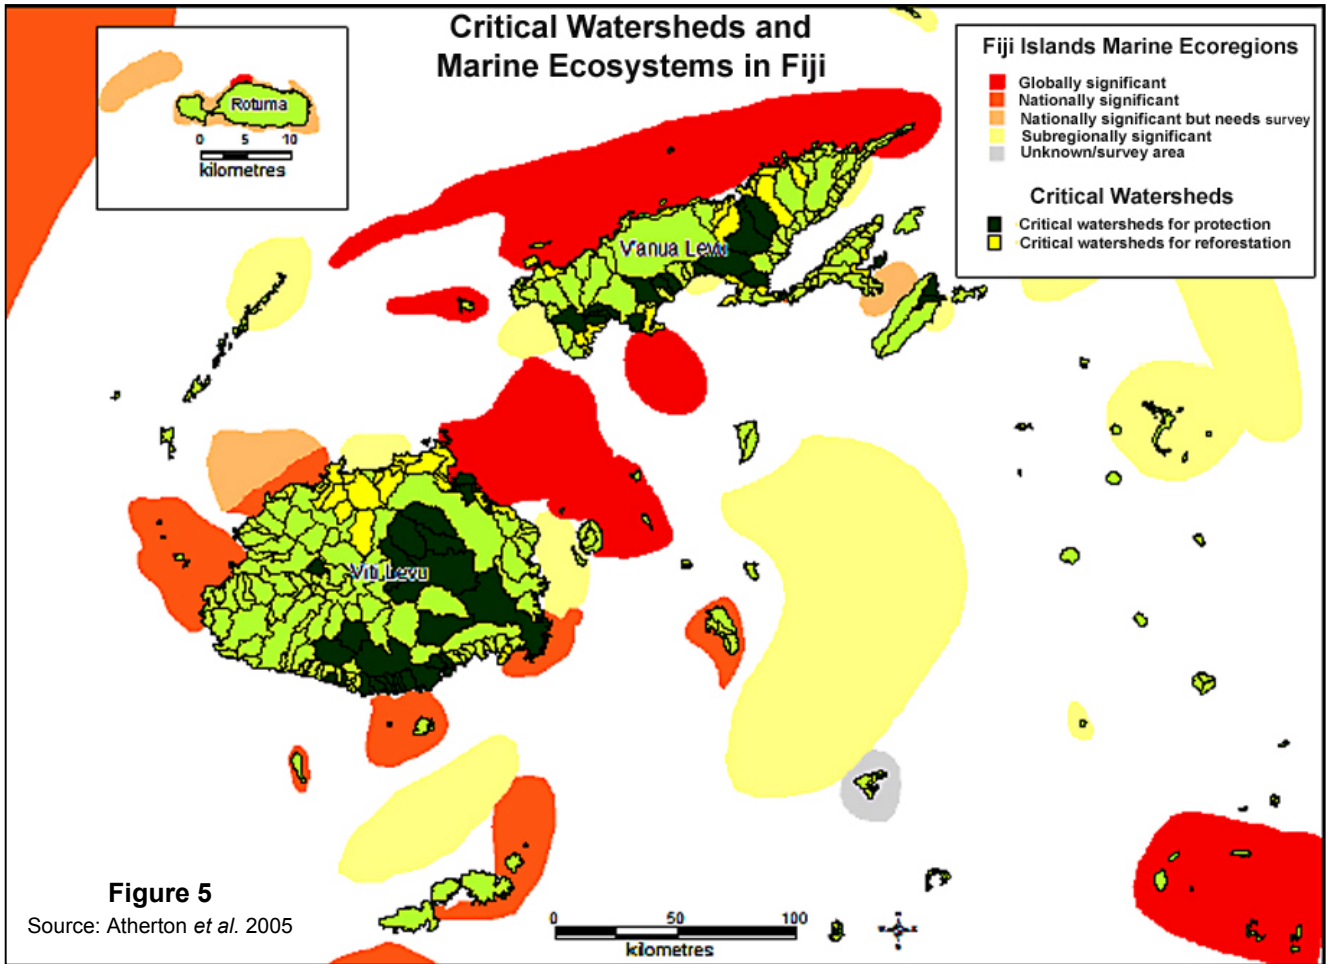 Critical Watersheds and
Marine Ecosystems in Fiji
Rotuma
0 5 10
kilometres
Fiji Islands Marine Ecoregions
Globally significant
Nationally significant
Nationally significant but needs survey
Subregionally significant
Unknown/survey area
Critical Watersheds
Critical watersheds for protection
Critical watersheds for reforestation
Vanua Levu
Viti Levu
Figure 5
Source: Atherton et al. 2005
0 50 100
kilometres